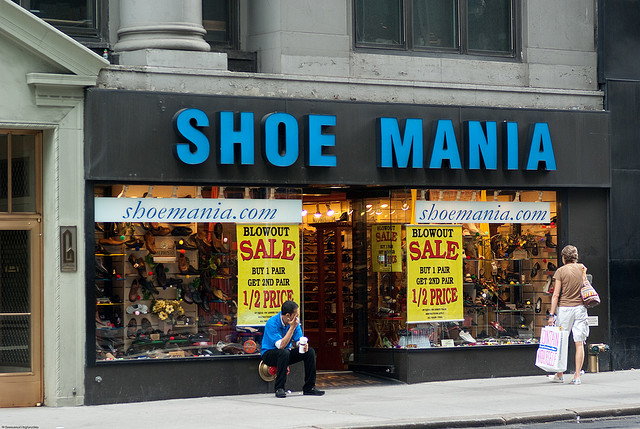 SHOE MANIA
shoemania.com
shoemania.com
BLOWOUT
SALE
BUY 1 PAIR
GET 2ND PAIR
1/2 PRICE
BLOWOUT
SALE
BUY 1 PAIR
GET 2ND PAIR
1/2 PRICE
SALE